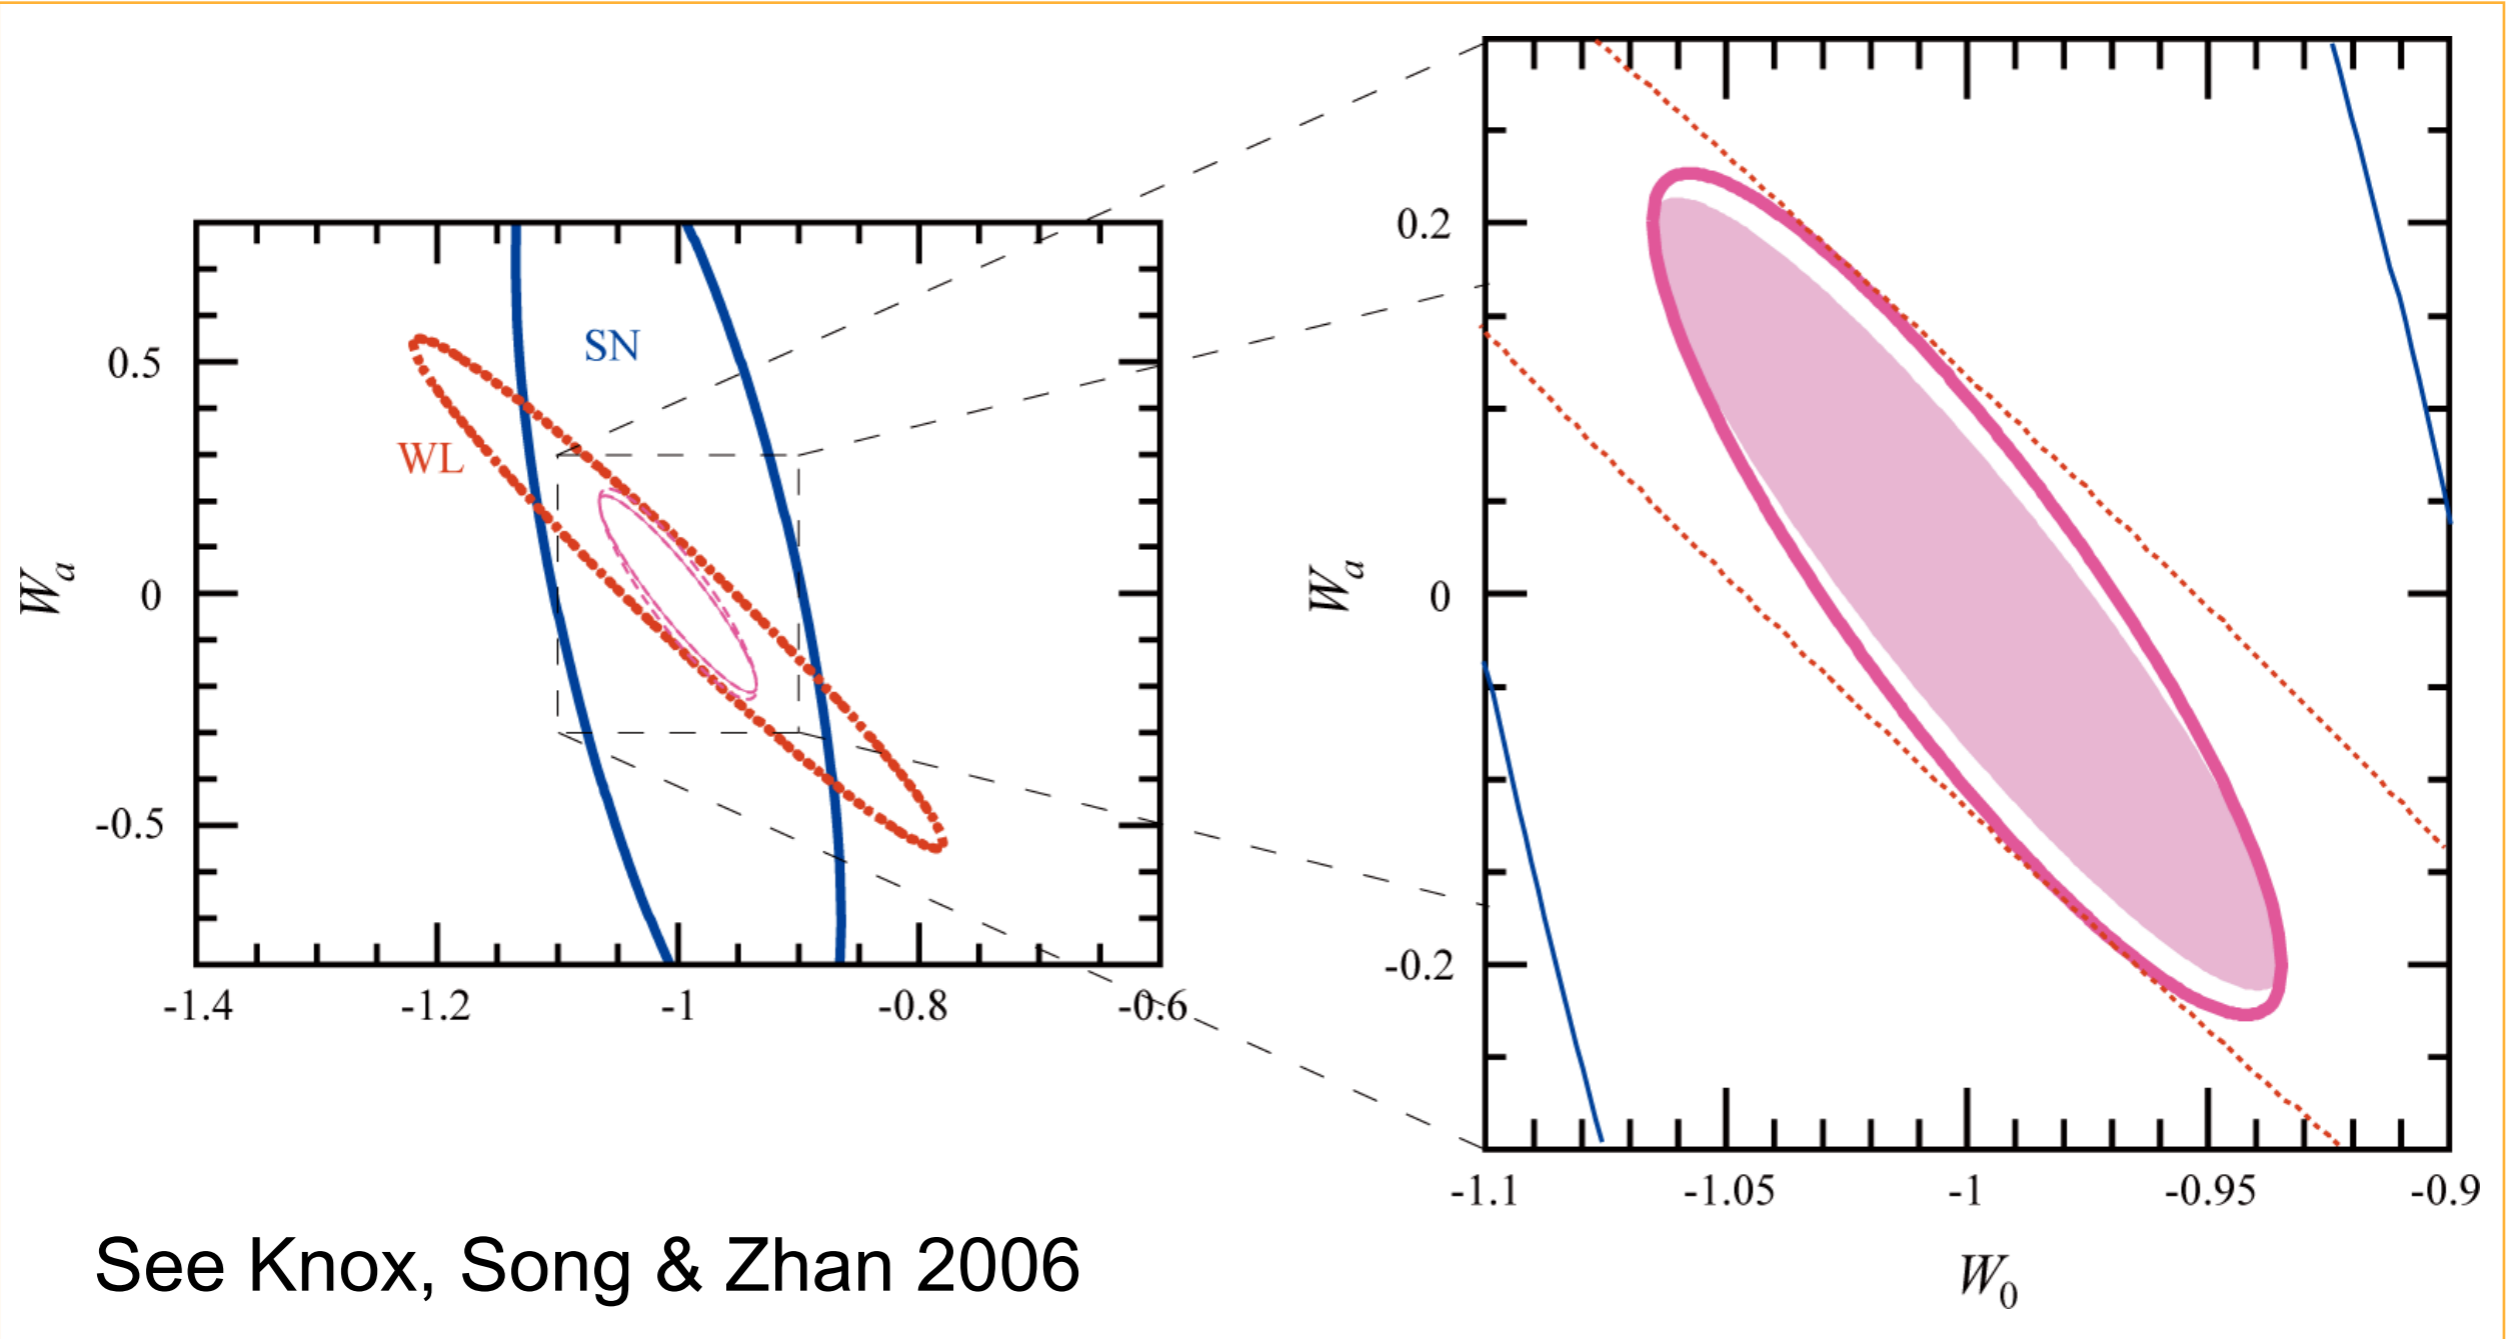 SN
WL
0.5
0
-0.5
W_a
-1.4 -1.2 -1 -0.8 -0.6
0.2
0
-0.2
W_a
-1.1 -1.05 -1 -0.95 -0.9
W_0
See Knox, Song & Zhan 2006